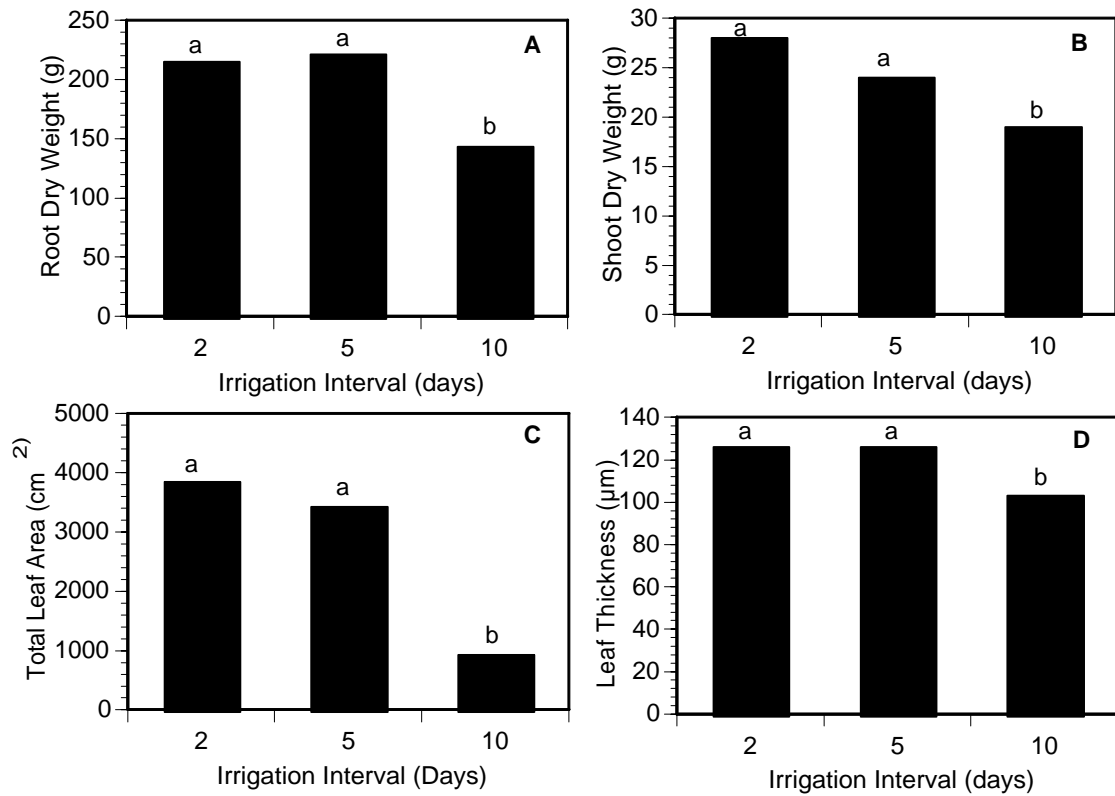 Root Dry Weight (g)
250
200
150
100
50
0
a
a
b
A
2
5
10
Irrigation Interval (days)
Shoot Dry Weight (g)
30
25
20
15
10
5
0
a
a
b
B
2
5
10
Irrigation Interval (days)
Total Leaf Area (cm 2)
5000
4000
3000
2000
1000
0
a
a
b
C
2
5
10
Irrigation Interval (Days)
Leaf Thickness (µm)
140
120
100
80
60
40
20
0
a
a
b
D
2
5
10
Irrigation Interval (days)